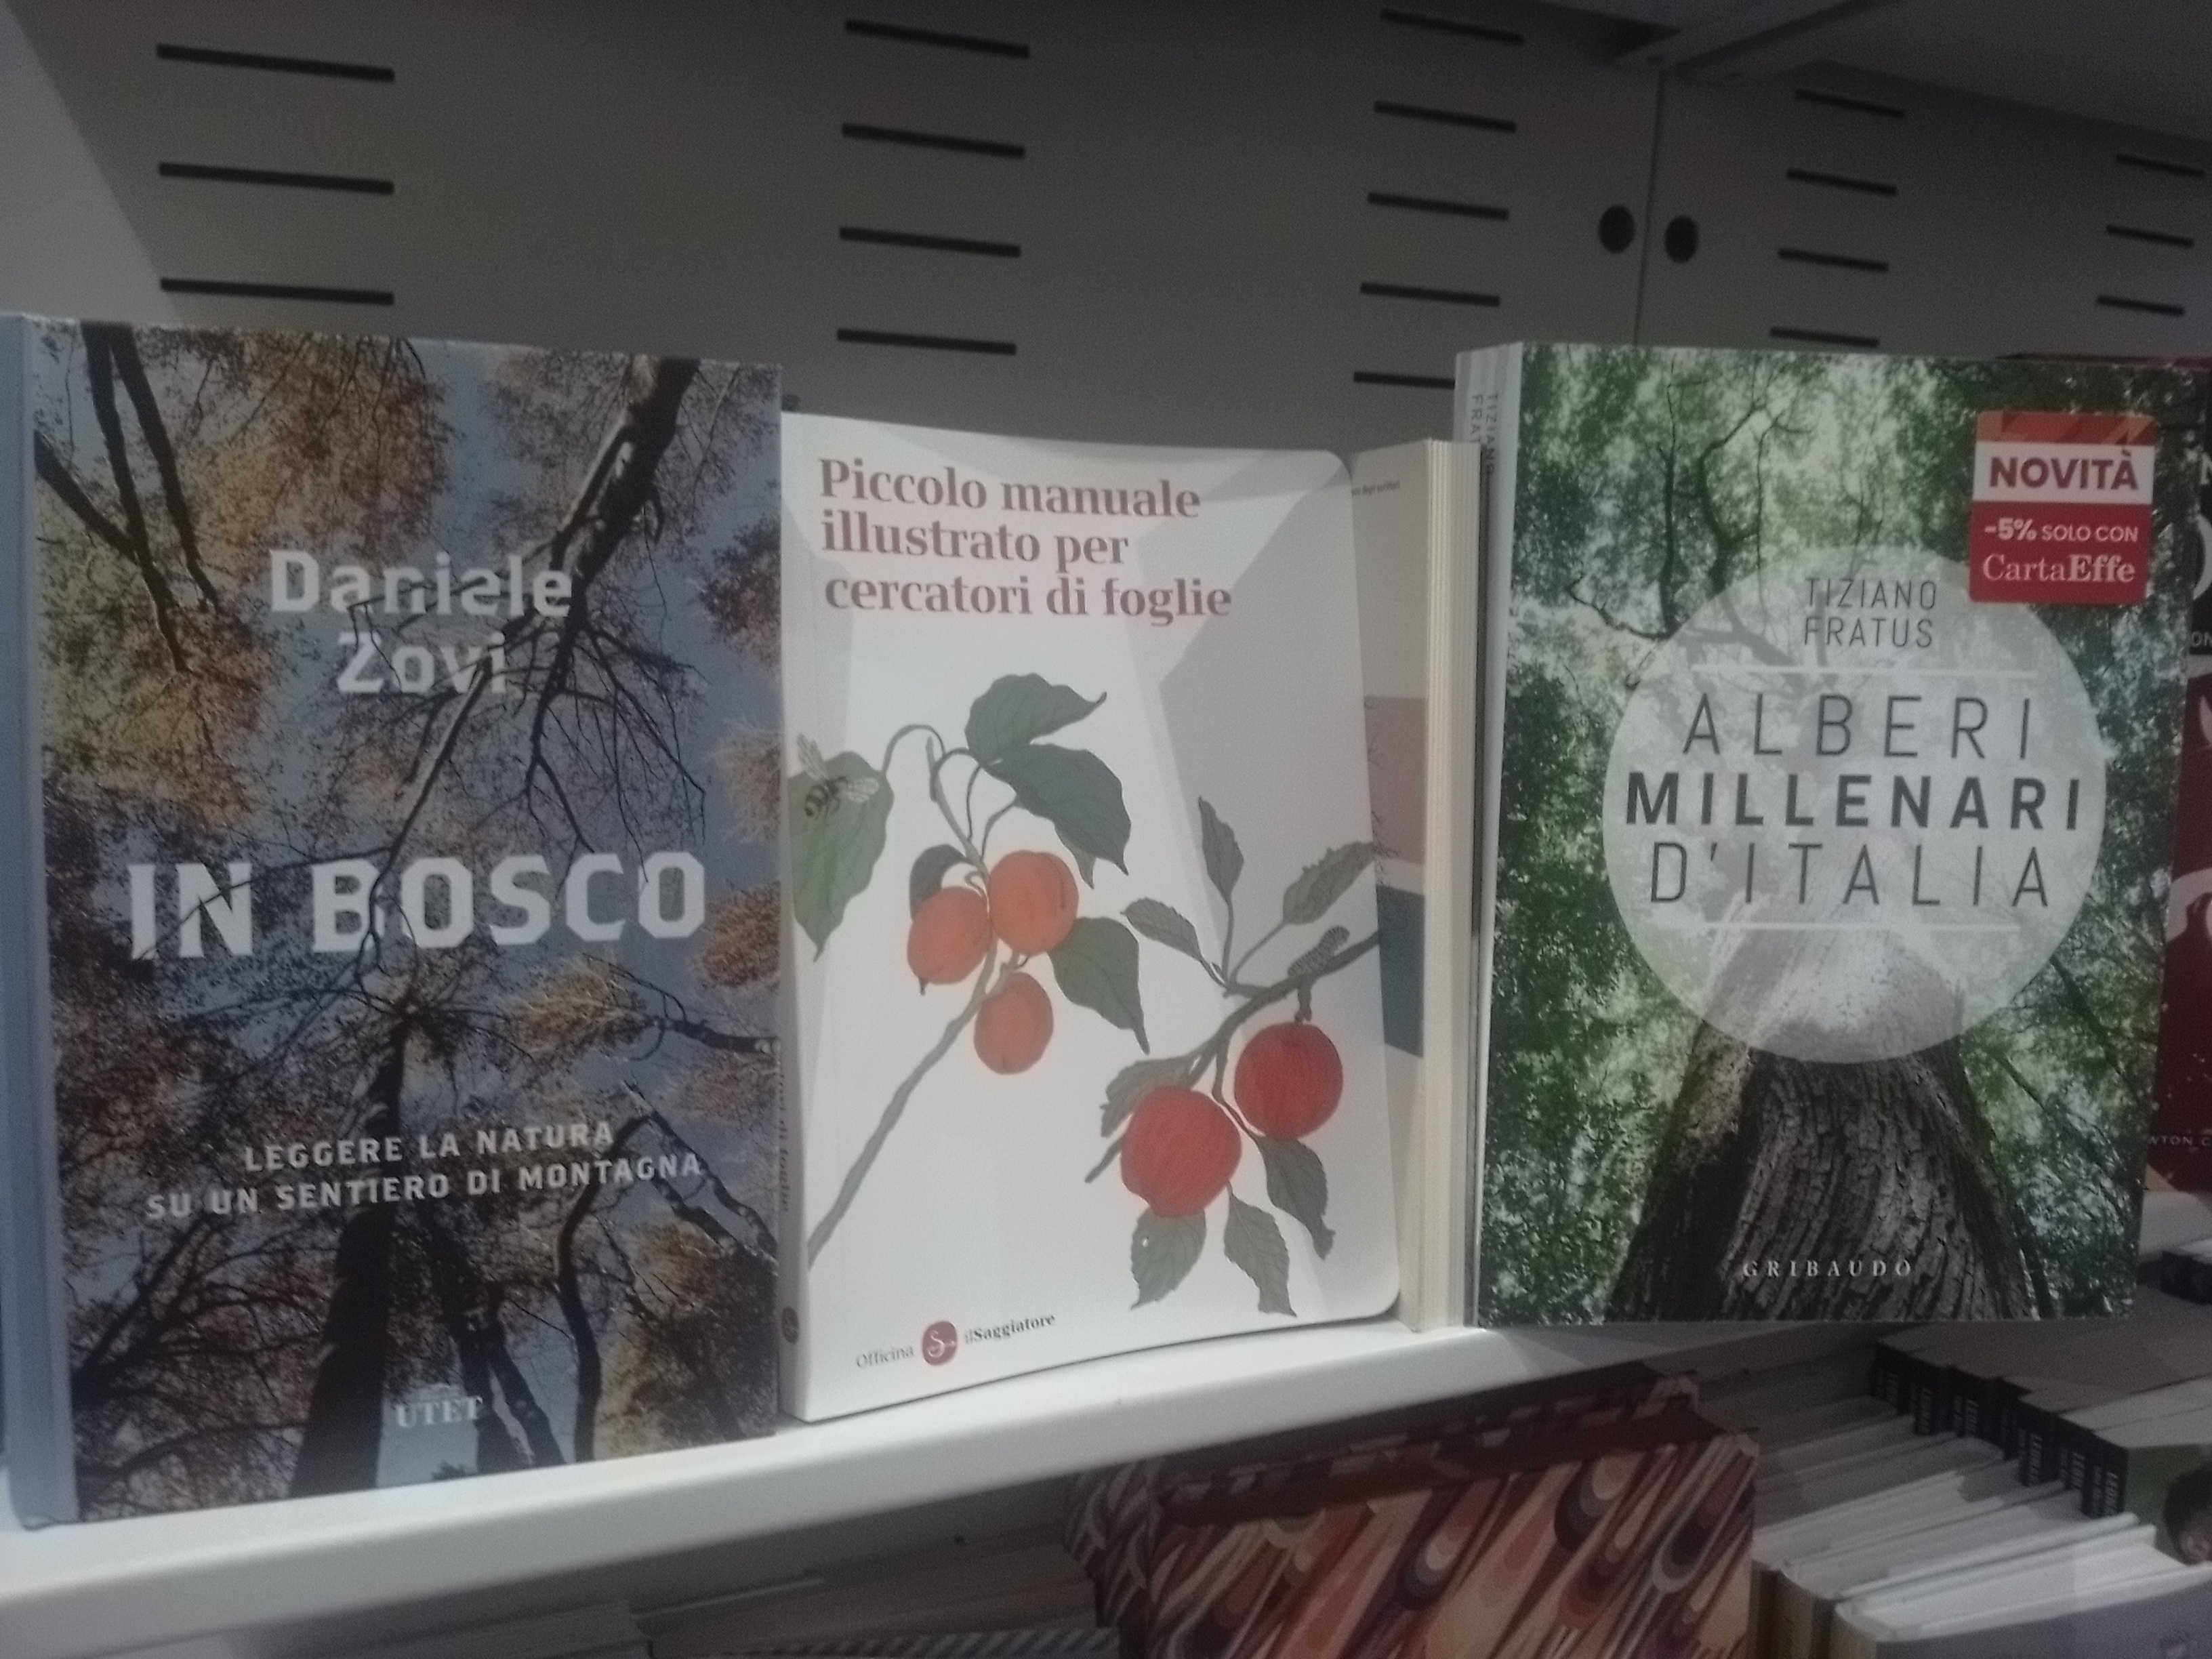 Daniele
Zovi
IN BOSCO
LEGGERE LA NATURA
SU UN SENTIERO DI MONTAGNA
UTET
Piccolo manuale
illustrato per
cercatori di foglie
Officina ilSaggiatore
TIZIANO
NOVITÀ
-5% SOLO CON
CartaEffe
TIZIANO
FRATUS
ALBERI
MILLENARI
D'ITALIA
GRIBAUDO